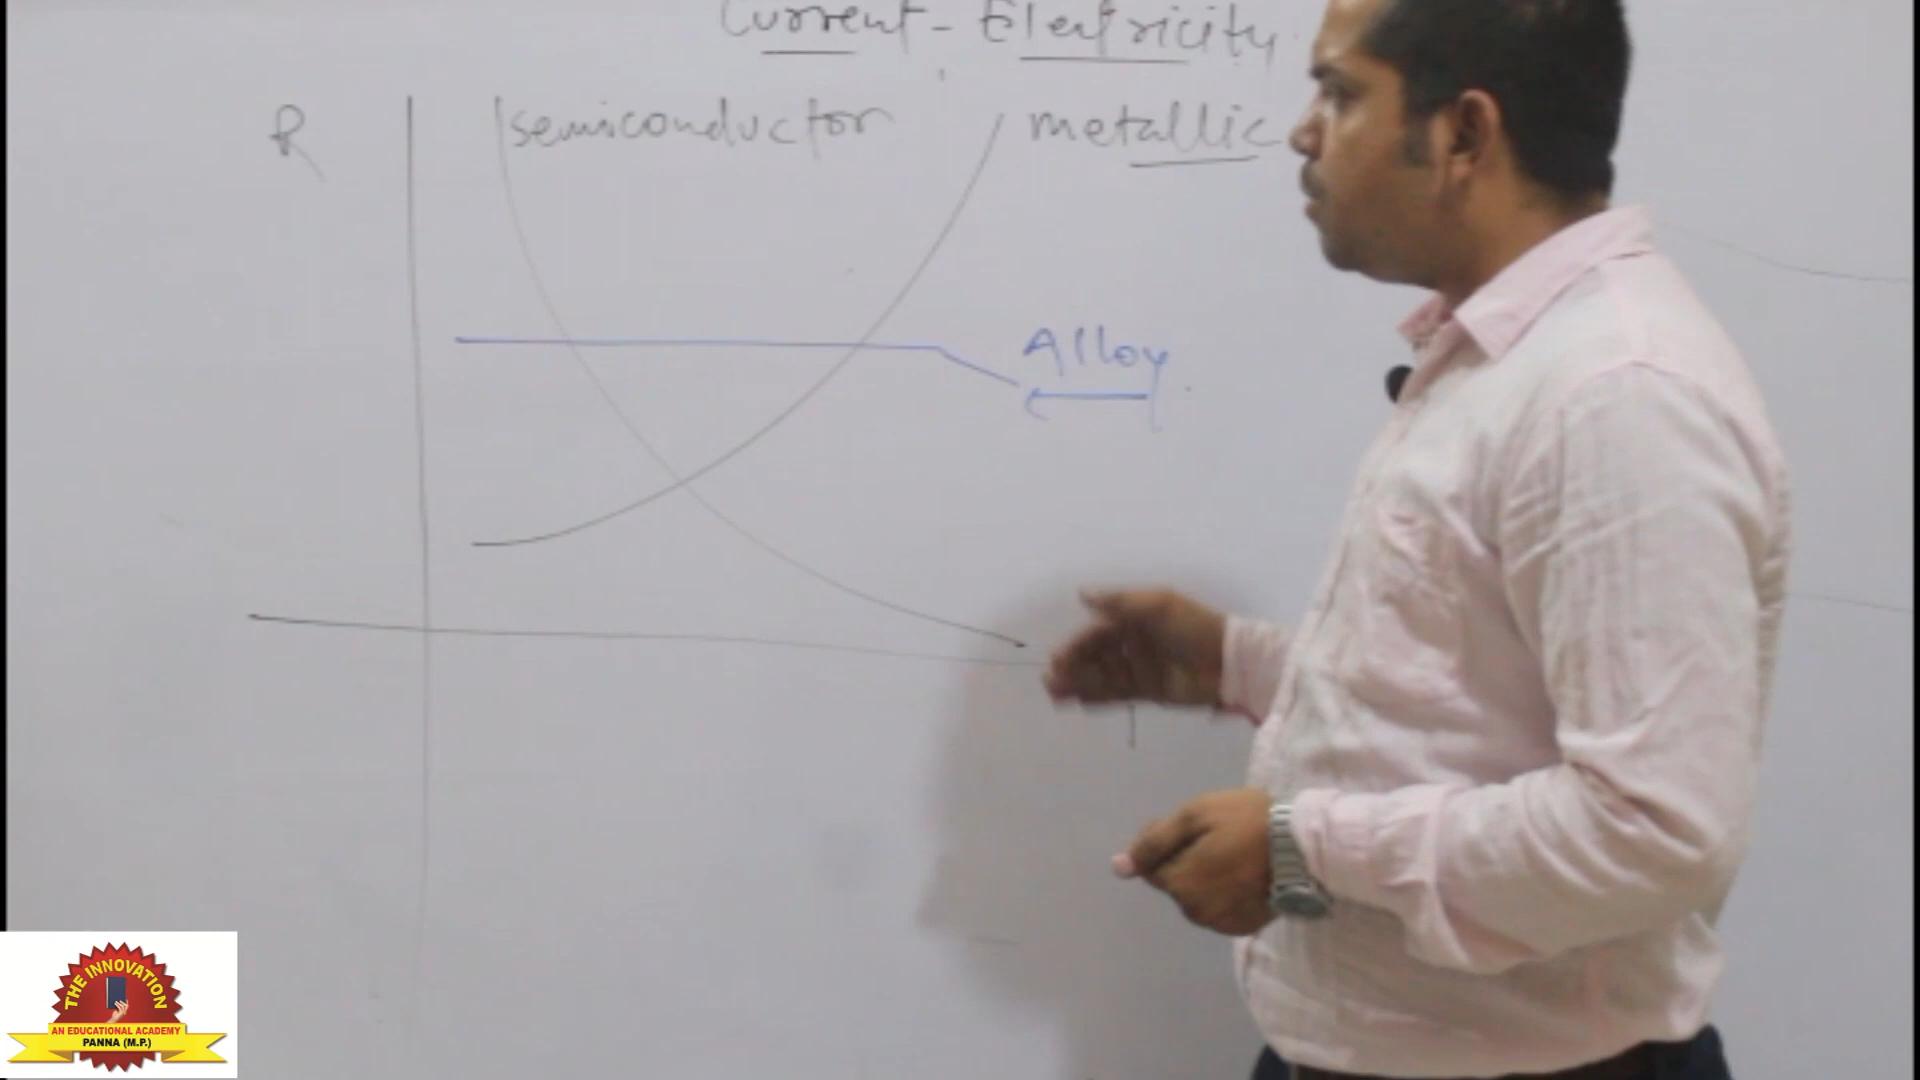 Current - Electricity
R
semiconductor
metallic
Alloy
THE INNOVATION
AN EDUCATIONAL ACADEMY
PANNA (M.P.)